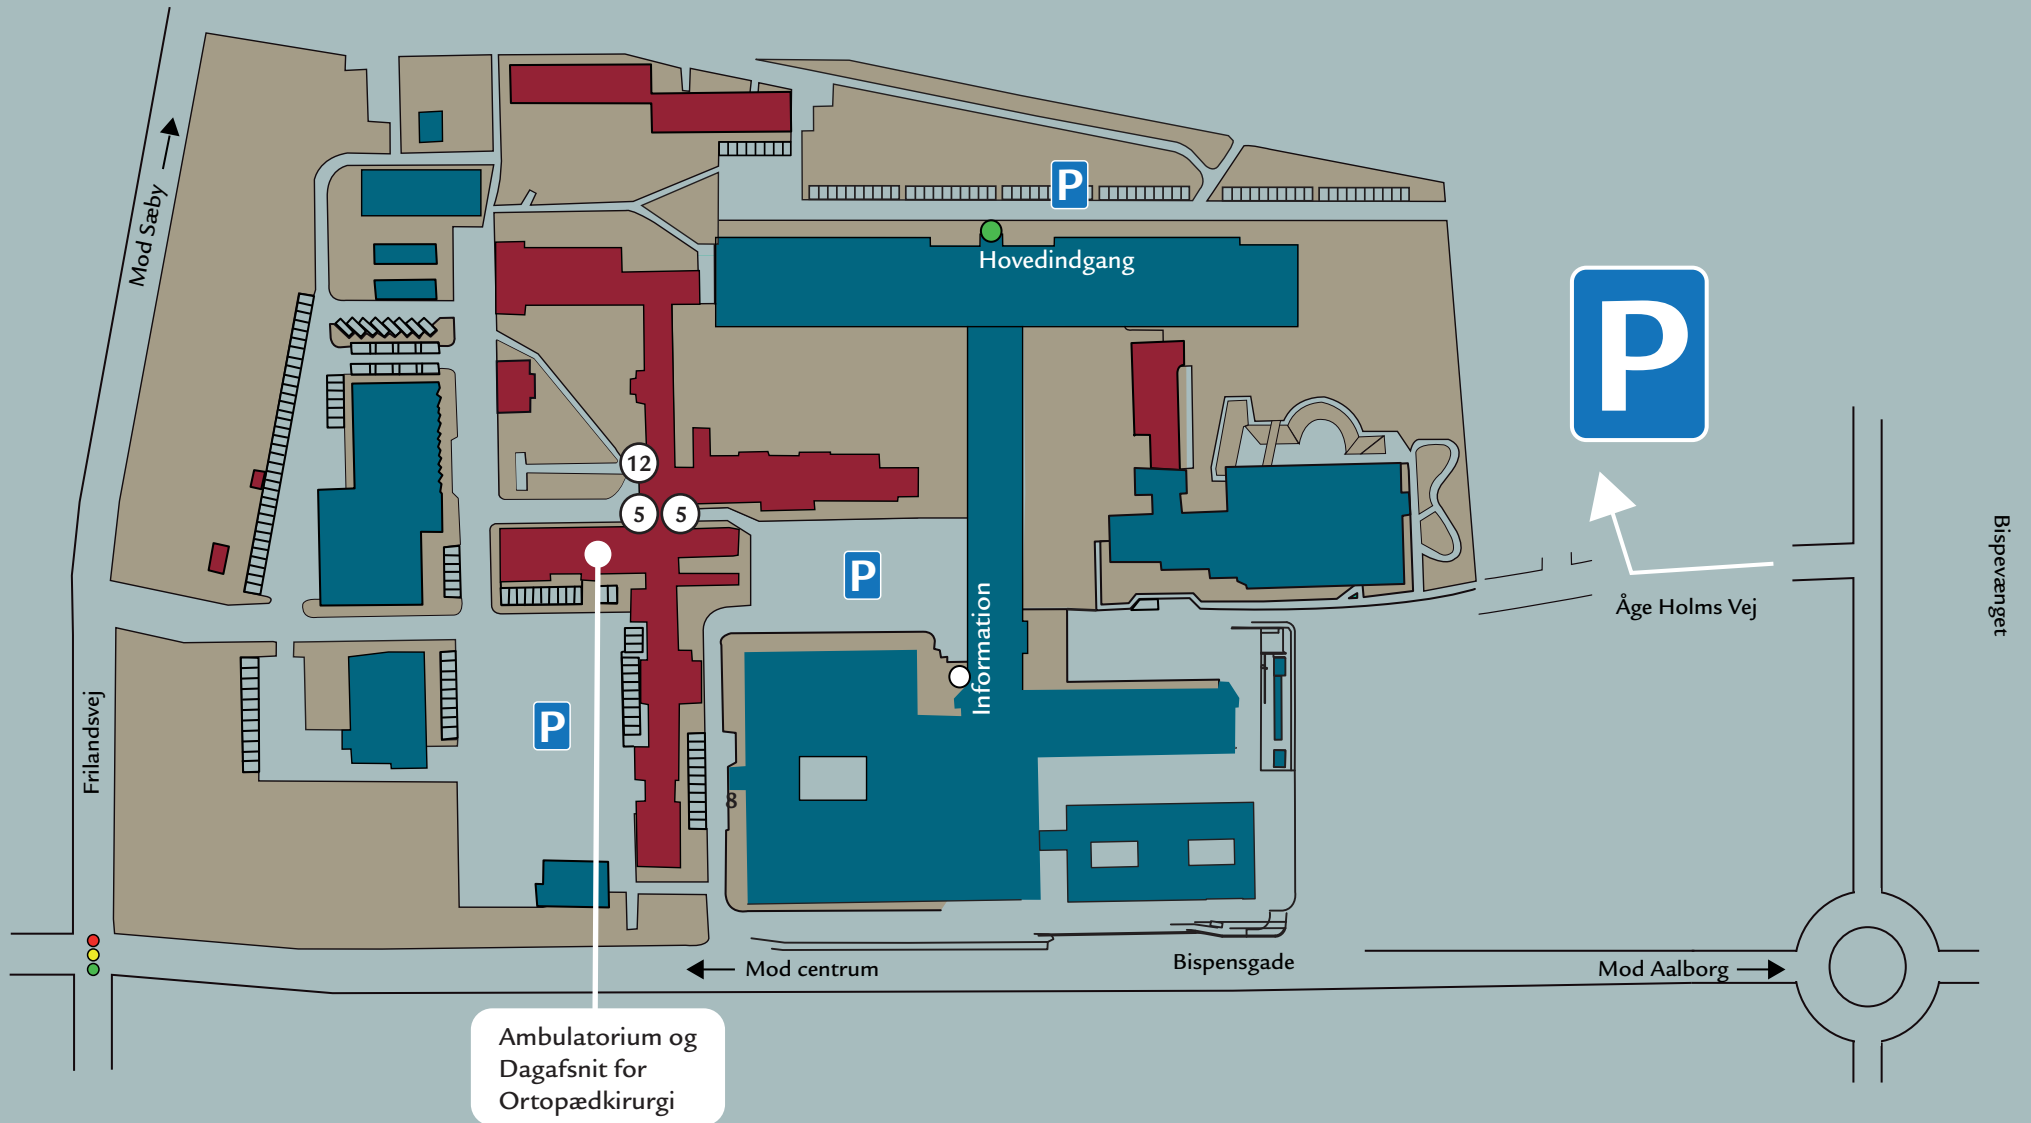 Mod Sæby
P
Hovedindgang
P
12
5
5
P
Information
Åge Holms Vej
Bispevænget
P
Frilandsvej
8
Mod centrum
Bispensgade
Mod Aalborg
Ambulatorium og
Dagafsnit for
Ortopædkirurgi